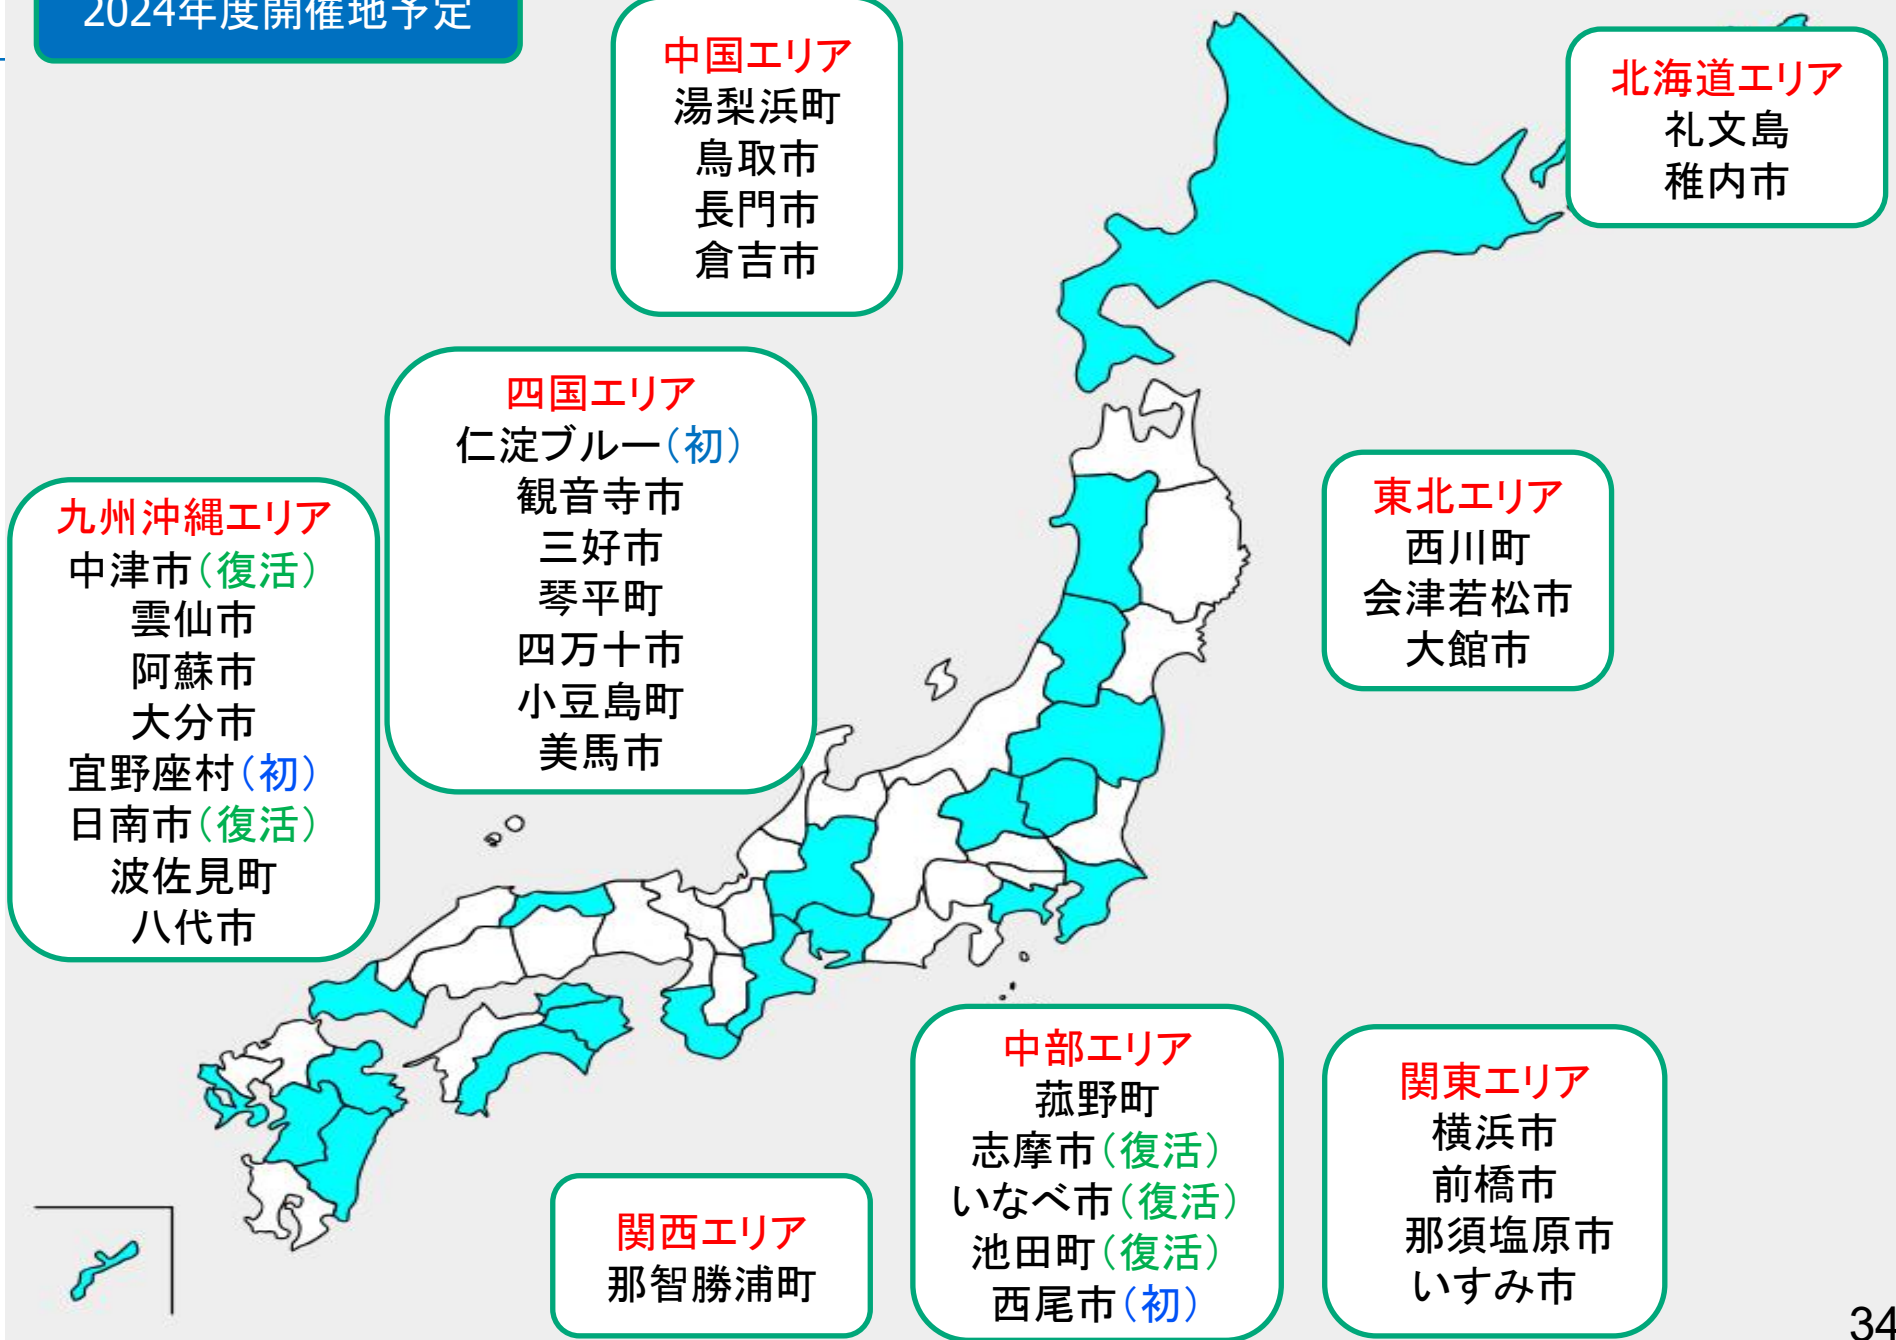 2024年度開催地予定
中国エリア
湯梨浜町
鳥取市
長門市
倉吉市
北海道エリア
礼文島
稚内市
四国エリア
仁淀ブルー(初)
観音寺市
三好市
琴平町
四万十市
小豆島町
美馬市
東北エリア
西川町
会津若松市
大館市
九州沖縄エリア
中津市(復活)
雲仙市
阿蘇市
大分市
宜野座村(初)
日南市(復活)
波佐見町
八代市
関西エリア
那智勝浦町
中部エリア
菰野町
志摩市(復活)
いなべ市(復活)
池田町(復活)
西尾市(初)
関東エリア
横浜市
前橋市
那須塩原市
いすみ市
34